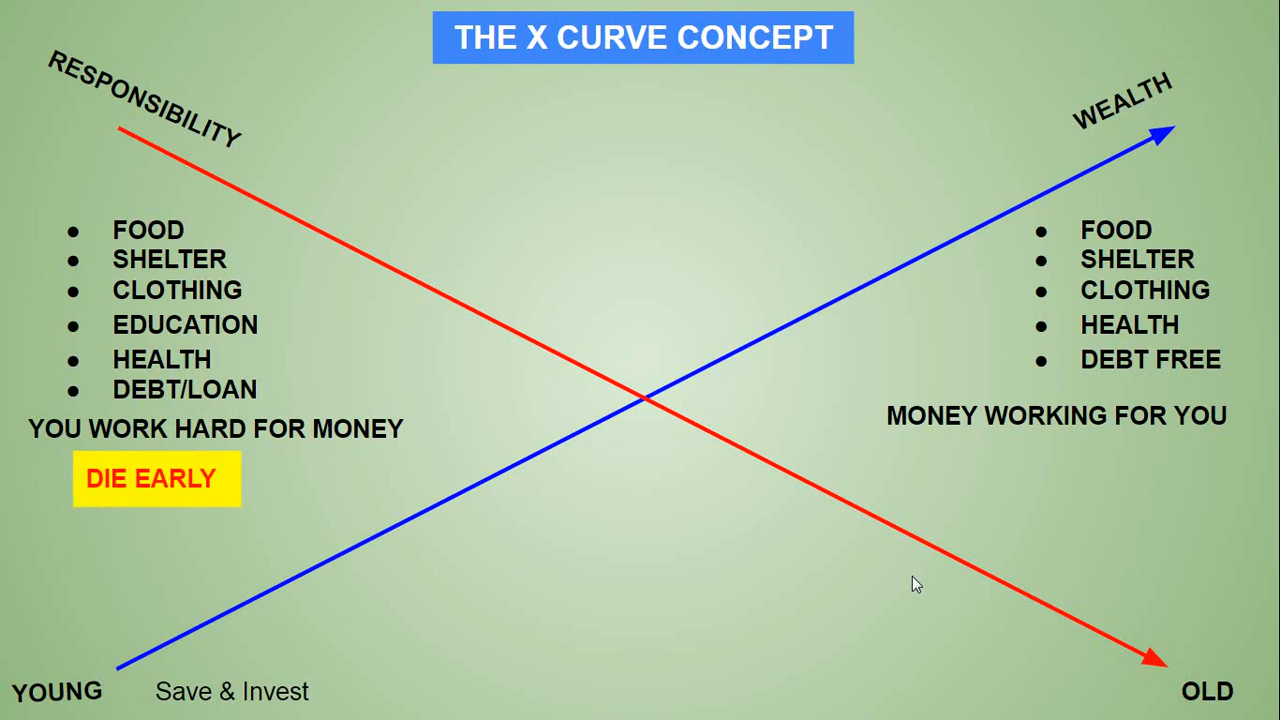 THE X CURVE CONCEPT
RESPONSIBILITY
WEALTH
● FOOD
● SHELTER
● CLOTHING
● EDUCATION
● HEALTH
● DEBT/LOAN
YOU WORK HARD FOR MONEY
DIE EARLY
● FOOD
● SHELTER
● CLOTHING
● HEALTH
● DEBT FREE
MONEY WORKING FOR YOU
YOUNG
Save & Invest
OLD